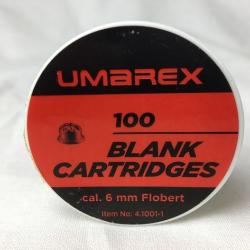 UMAREX
100
BLANK
CARTRIDGES
cal. 6 mm Flobert
Item No: 4.1001-1